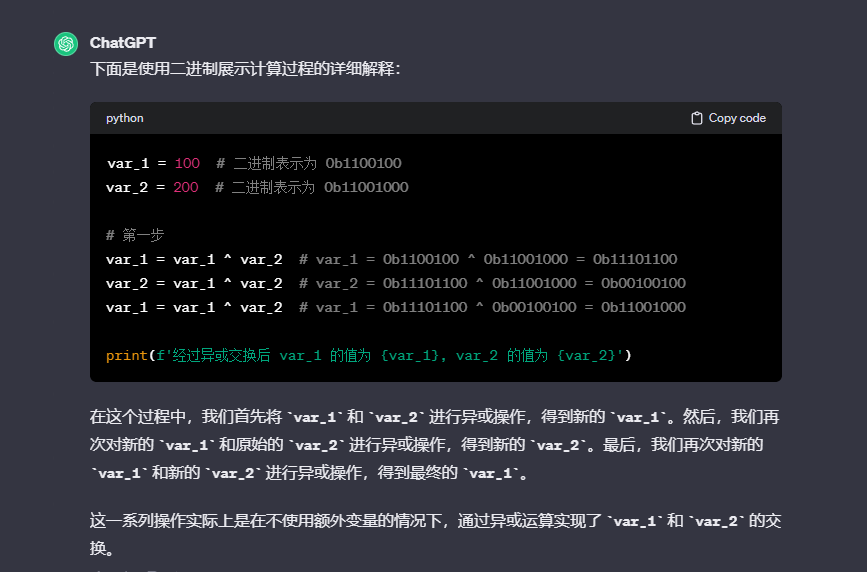 ChatGPT
下面是使用二进制展示计算过程的详细解释：
python
Copy code
var_1 = 100  # 二进制表示为 0b1100100
var_2 = 200  # 二进制表示为 0b11001000
# 第一步
var_1 = var_1 ^ var_2  # var_1 = 0b1100100 ^ 0b11001000 = 0b11101100
var_2 = var_1 ^ var_2  # var_2 = 0b11101100 ^ 0b11001000 = 0b00100100
var_1 = var_1 ^ var_2  # var_1 = 0b11101100 ^ 0b00100100 = 0b11001000
print(f'经过异或交换后 var_1 的值为 {var_1}, var_2 的值为 {var_2}')
在这个过程中，我们首先将 `var_1` 和 `var_2` 进行异或操作，得到新的 `var_1`。然后，我们再
次对新的 `var_1` 和原始的 `var_2` 进行异或操作，得到新的 `var_2`。最后，我们再次对新的
`var_1` 和新的 `var_2` 进行异或操作，得到最终的 `var_1`。
这一系列操作实际上是在不使用额外变量的情况下，通过异或运算实现了 `var_1` 和 `var_2` 的交
换。